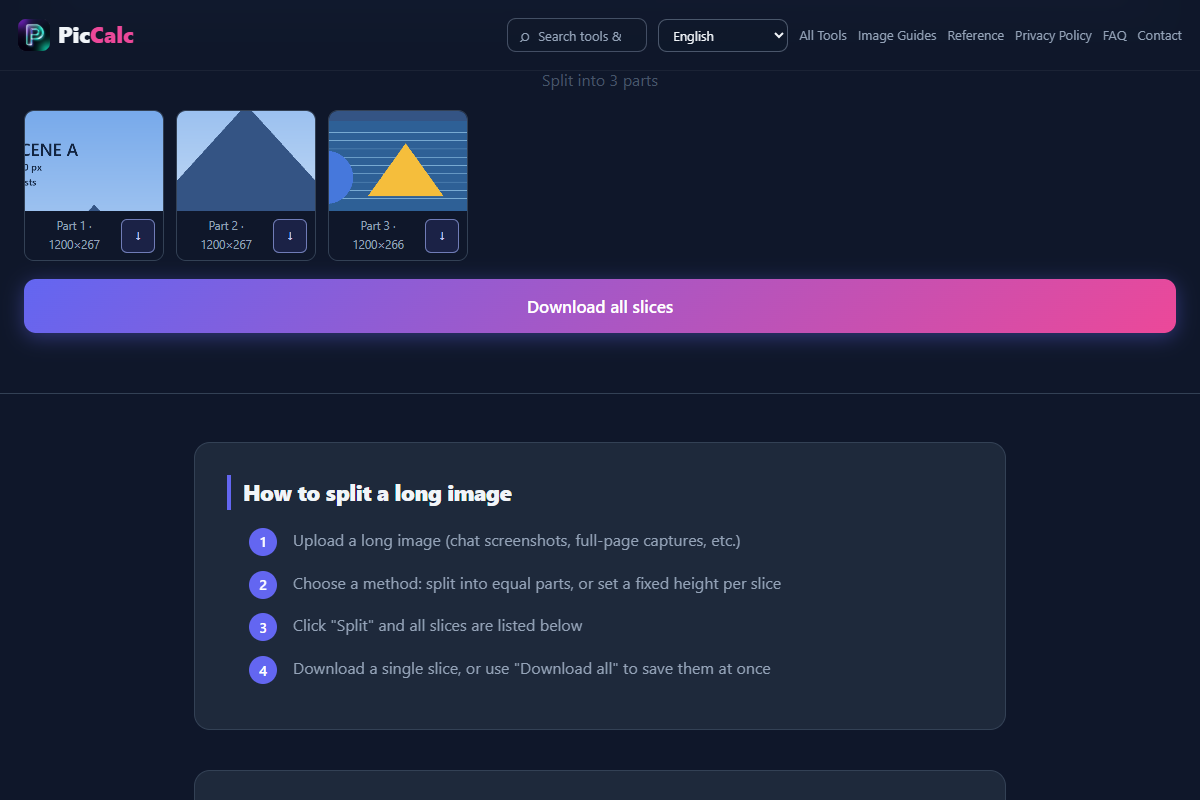 PicCalc
Search tools &
English
All Tools
Image Guides
Reference
Privacy Policy
FAQ
Contact
Split into 3 parts
CENE A
0 px
sts
Part 1 ·
1200×267
↓
Part 2 ·
1200×267
↓
Part 3 ·
1200×266
↓
Download all slices
How to split a long image
1 Upload a long image (chat screenshots, full-page captures, etc.)
2 Choose a method: split into equal parts, or set a fixed height per slice
3 Click "Split" and all slices are listed below
4 Download a single slice, or use "Download all" to save them at once